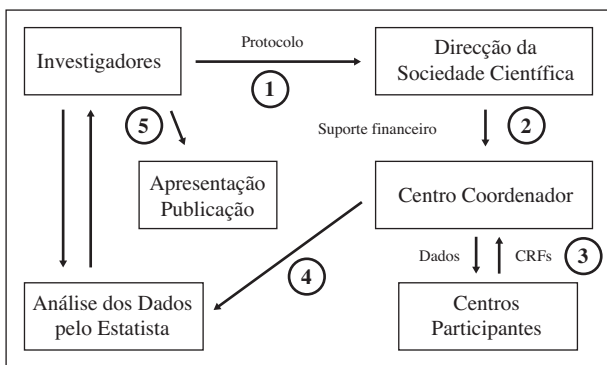 Investigadores
Protocolo
1
Direcção da
Sociedade Científica
5
Suporte financeiro
2
Apresentação
Publicação
Centro Coordenador
Dados
CRFs
3
4
Análise dos Dados
pelo Estatista
Centros
Participantes